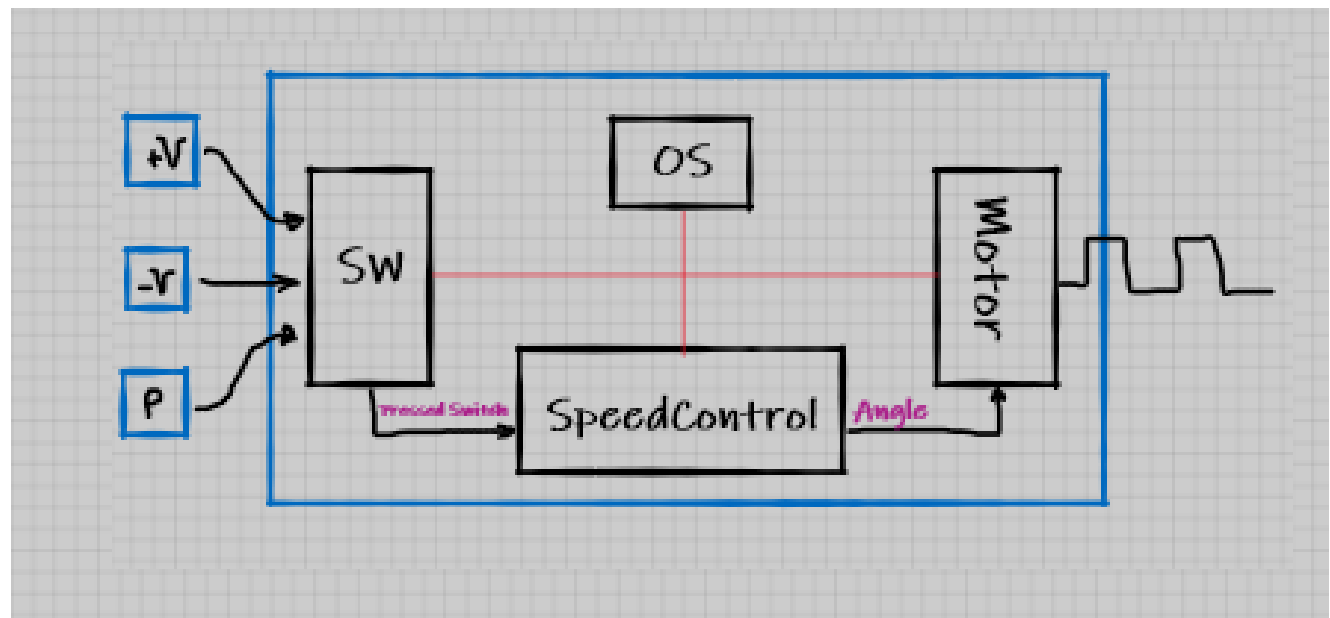 +V
-V
P
SW
OS
Motor
Pressed Switch
SpeedControl
Angle